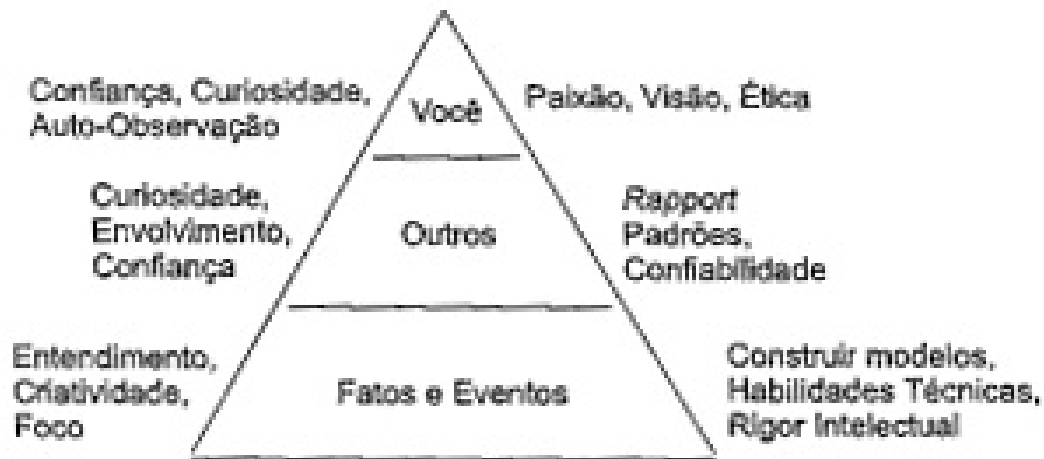 Confiança, Curiosidade,
Auto-Observação
Você
Paixão, Visão, Ética
Curiosidade,
Envolvimento,
Confiança
Outros
Rapport
Padrões,
Confiabilidade
Entendimento,
Criatividade,
Foco
Fatos e Eventos
Construir modelos,
Habilidades Técnicas,
Rigor Intelectual